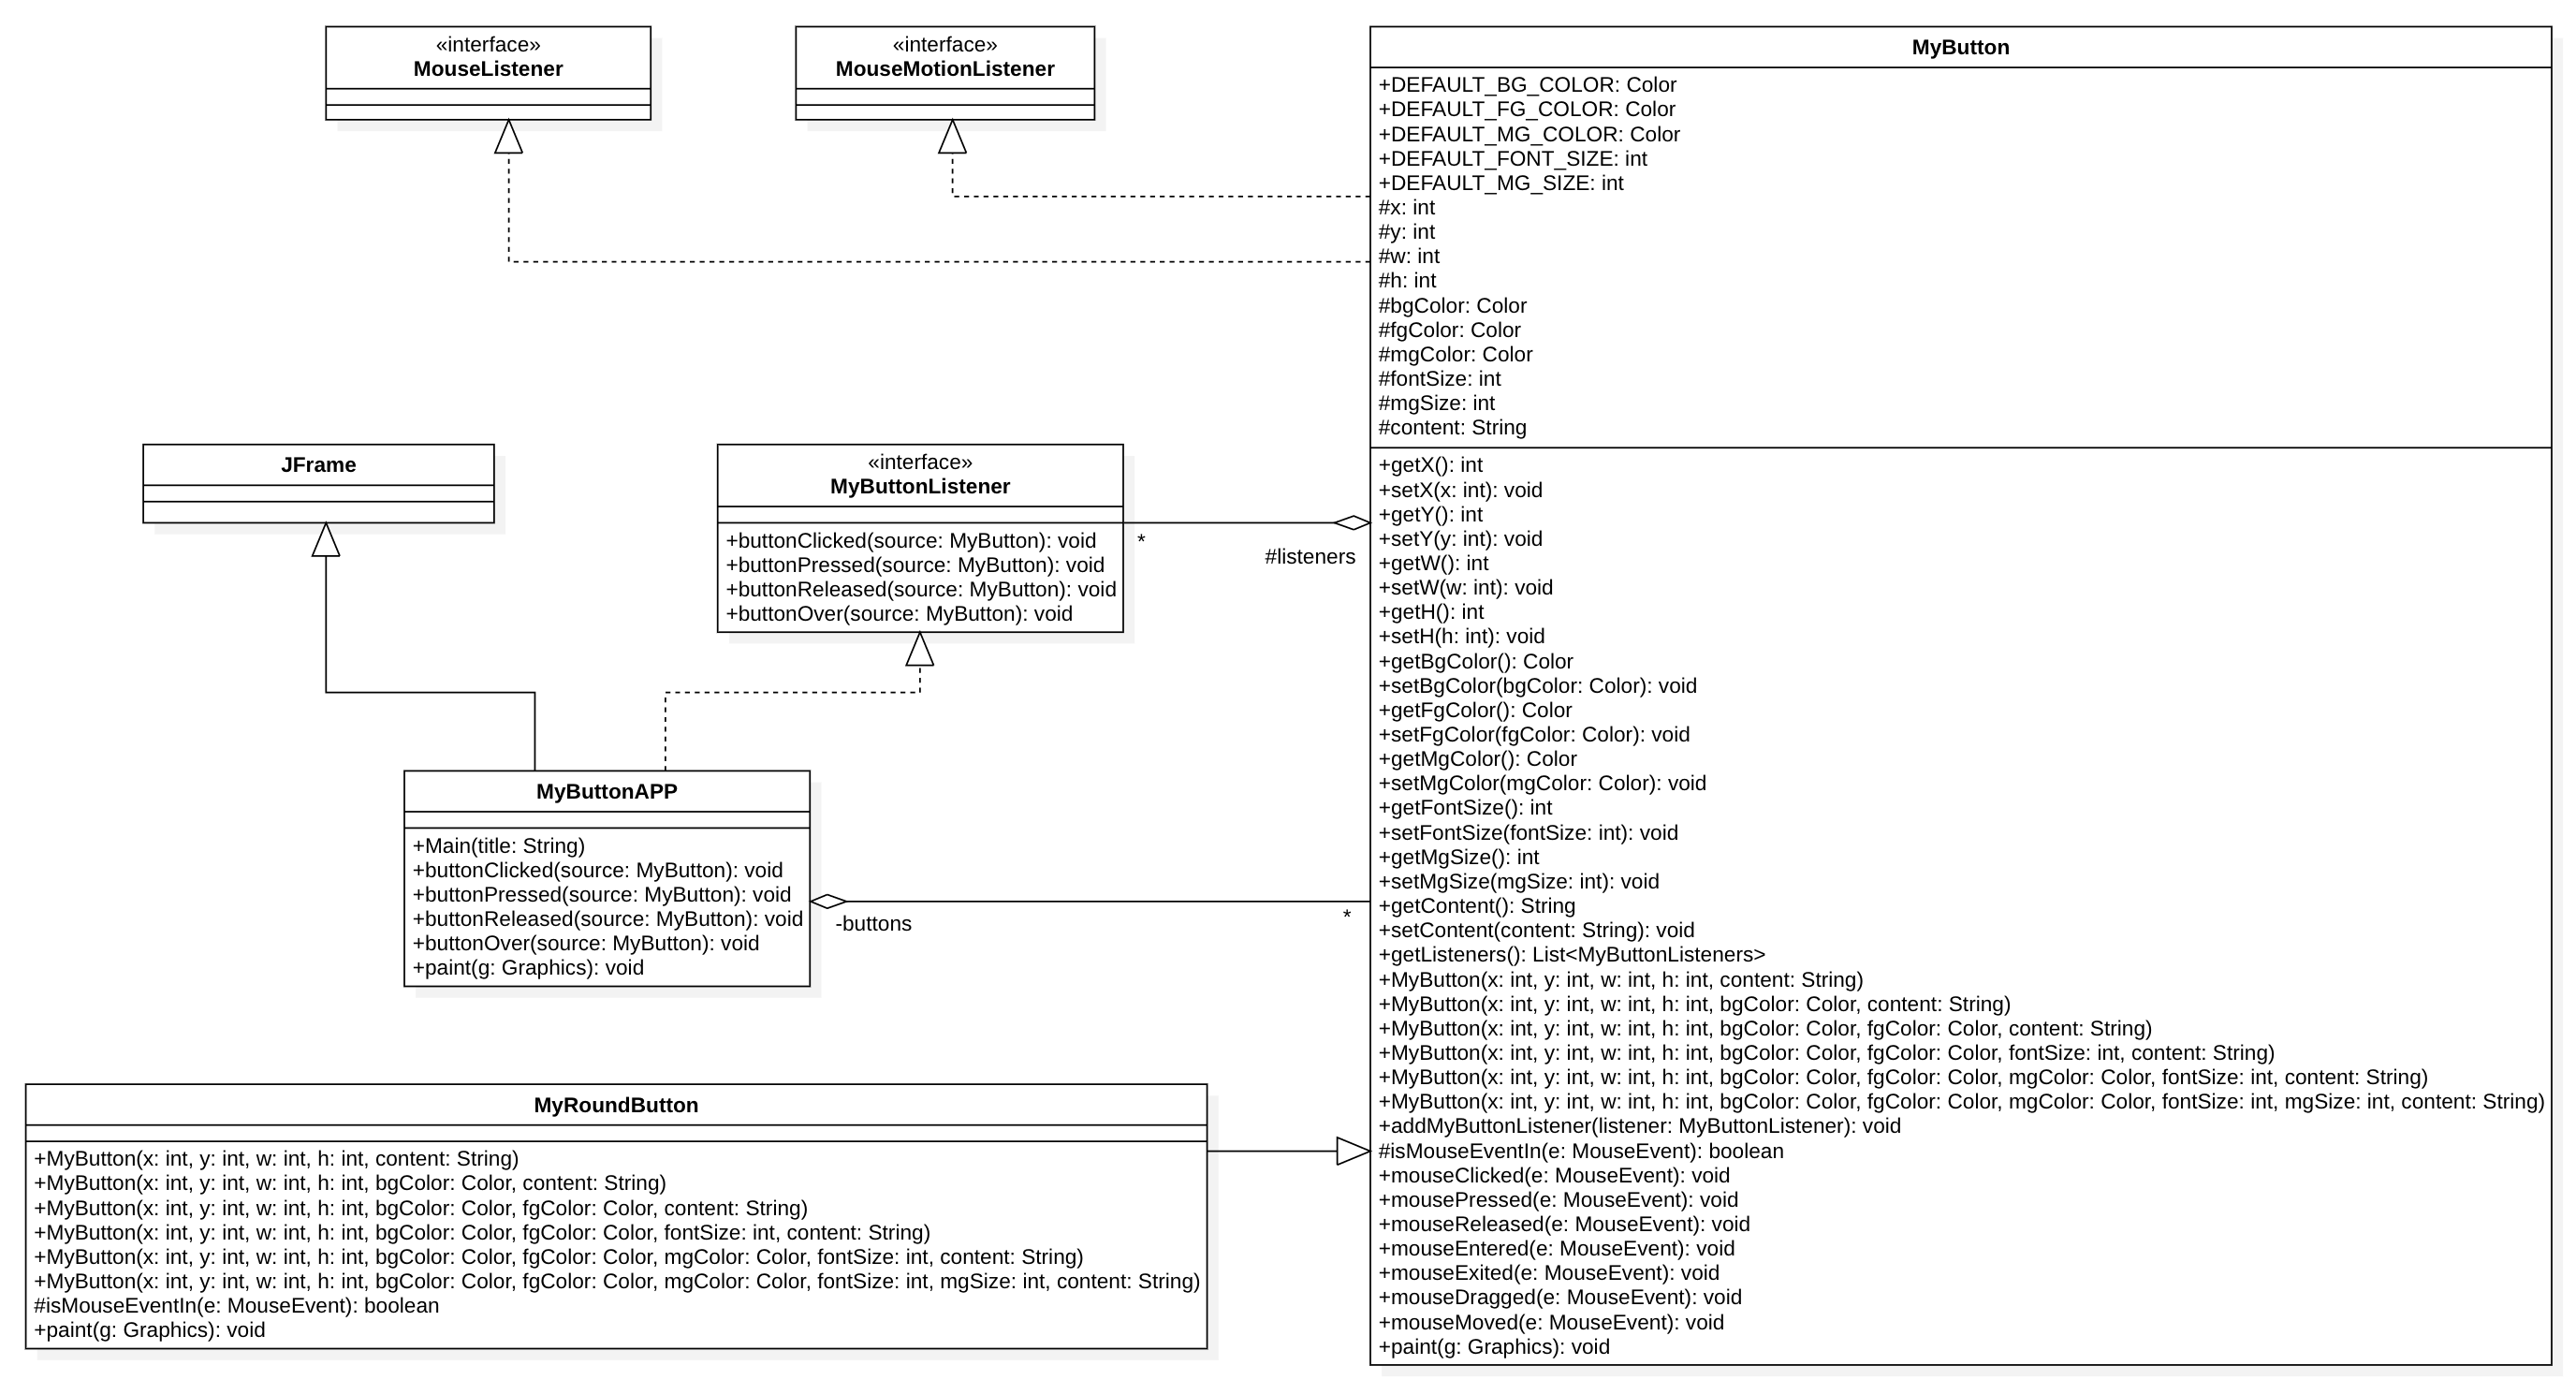 «interface»
MouseListener
«interface»
MouseMotionListener
MyButton
+DEFAULT_BG_COLOR: Color
+DEFAULT_FG_COLOR: Color
+DEFAULT_MG_COLOR: Color
+DEFAULT_FONT_SIZE: int
+DEFAULT_MG_SIZE: int
#x: int
#y: int
#w: int
#h: int
#bgColor: Color
#fgColor: Color
#mgColor: Color
#fontSize: int
#mgSize: int
#content: String
+getX(): int
+setX(x: int): void
+getY(): int
+setY(y: int): void
+getW(): int
+setW(w: int): void
+getH(): int
+setH(h: int): void
+getBgColor(): Color
+setBgColor(bgColor: Color): void
+getFgColor(): Color
+setFgColor(fgColor: Color): void
+getMgColor(): Color
+setMgColor(mgColor: Color): void
+getFontSize(): int
+setFontSize(fontSize: int): void
+getMgSize(): int
+setMgSize(mgSize: int): void
+getContent(): String
+setContent(content: String): void
+getListeners(): List<MyButtonListeners>
+MyButton(x: int, y: int, w: int, h: int, content: String)
+MyButton(x: int, y: int, w: int, h: int, bgColor: Color, content: String)
+MyButton(x: int, y: int, w: int, h: int, bgColor: Color, fgColor: Color, content: String)
+MyButton(x: int, y: int, w: int, h: int, bgColor: Color, fgColor: Color, fontSize: int, content: String)
+MyButton(x: int, y: int, w: int, h: int, bgColor: Color, fgColor: Color, mgColor: Color, fontSize: int, content: String)
+MyButton(x: int, y: int, w: int, h: int, bgColor: Color, fgColor: Color, mgColor: Color, fontSize: int, mgSize: int, content: String)
+addMyButtonListener(listener: MyButtonListener): void
#isMouseEventIn(e: MouseEvent): boolean
+mouseClicked(e: MouseEvent): void
+mousePressed(e: MouseEvent): void
+mouseReleased(e: MouseEvent): void
+mouseEntered(e: MouseEvent): void
+mouseExited(e: MouseEvent): void
+mouseDragged(e: MouseEvent): void
+mouseMoved(e: MouseEvent): void
+paint(g: Graphics): void
JFrame
«interface»
MyButtonListener
+buttonClicked(source: MyButton): void
+buttonPressed(source: MyButton): void
+buttonReleased(source: MyButton): void
+buttonOver(source: MyButton): void
*
#listeners
MyButtonAPP
+Main(title: String)
+buttonClicked(source: MyButton): void
+buttonPressed(source: MyButton): void
+buttonReleased(source: MyButton): void
+buttonOver(source: MyButton): void
+paint(g: Graphics): void
-buttons
*
MyRoundButton
+MyButton(x: int, y: int, w: int, h: int, content: String)
+MyButton(x: int, y: int, w: int, h: int, bgColor: Color, content: String)
+MyButton(x: int, y: int, w: int, h: int, bgColor: Color, fgColor: Color, content: String)
+MyButton(x: int, y: int, w: int, h: int, bgColor: Color, fgColor: Color, fontSize: int, content: String)
+MyButton(x: int, y: int, w: int, h: int, bgColor: Color, fgColor: Color, mgColor: Color, fontSize: int, content: String)
+MyButton(x: int, y: int, w: int, h: int, bgColor: Color, fgColor: Color, mgColor: Color, fontSize: int, mgSize: int, content: String)
#isMouseEventIn(e: MouseEvent): boolean
+paint(g: Graphics): void